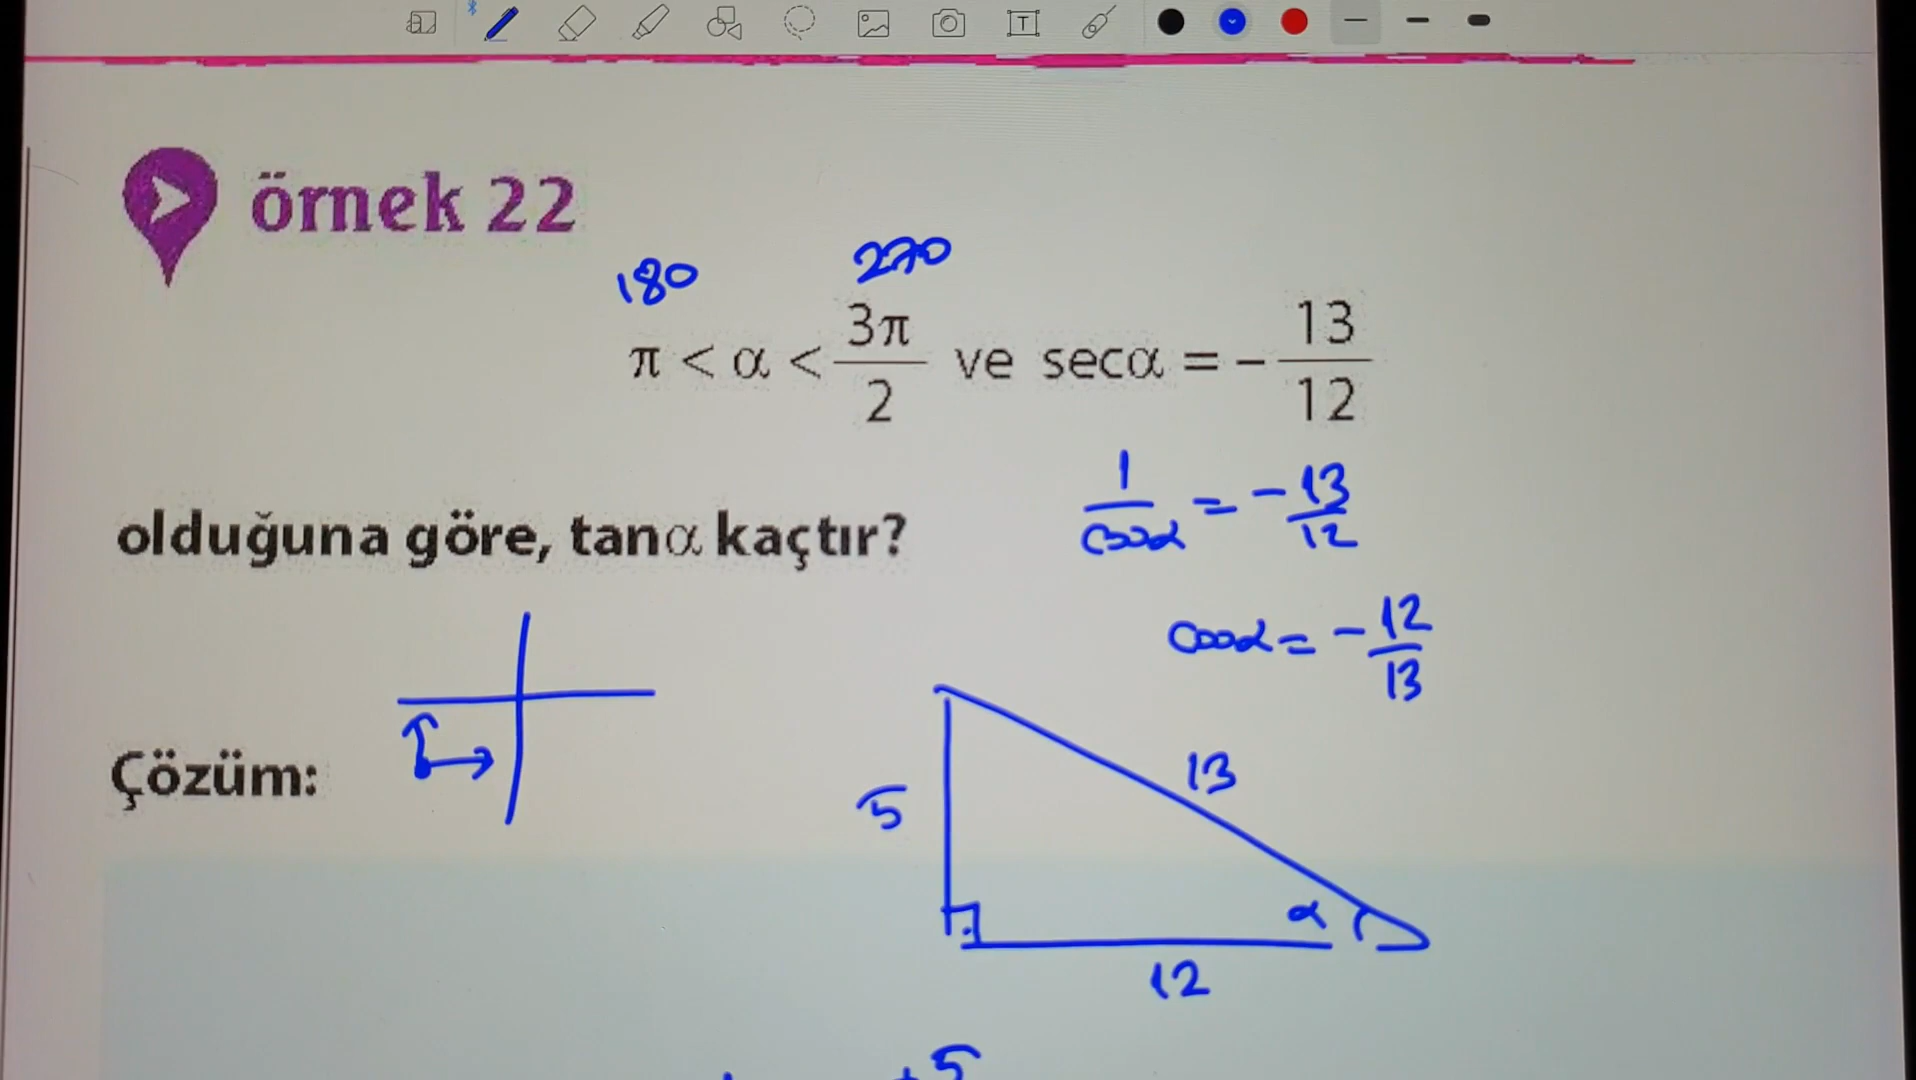 örnek 22
180 270
π < α < 3π/2 ve secα = - 13/12
olduğuna göre, tanα kaçtır?
1/cosα = - 13/12
cosα = - 12/13
Çözüm:
13
5
α
12
+5